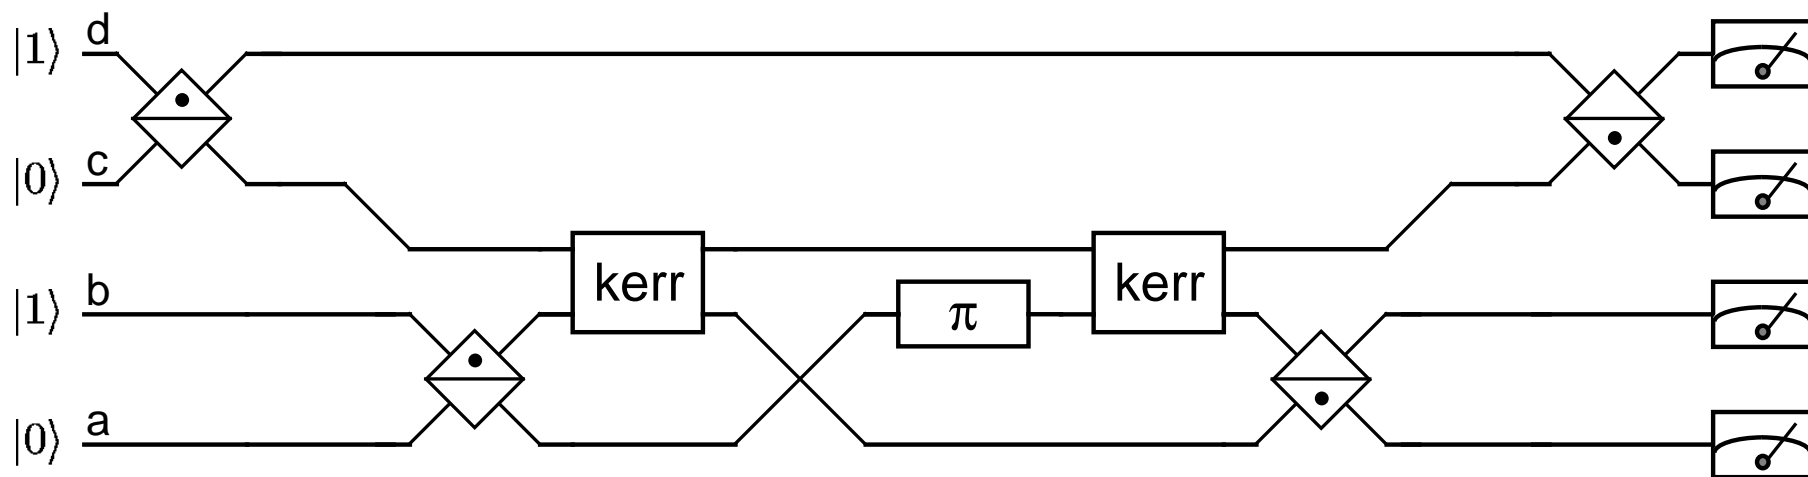 |1⟩ d
|0⟩ c
kerr kerr
|1⟩ b
π
|0⟩ a